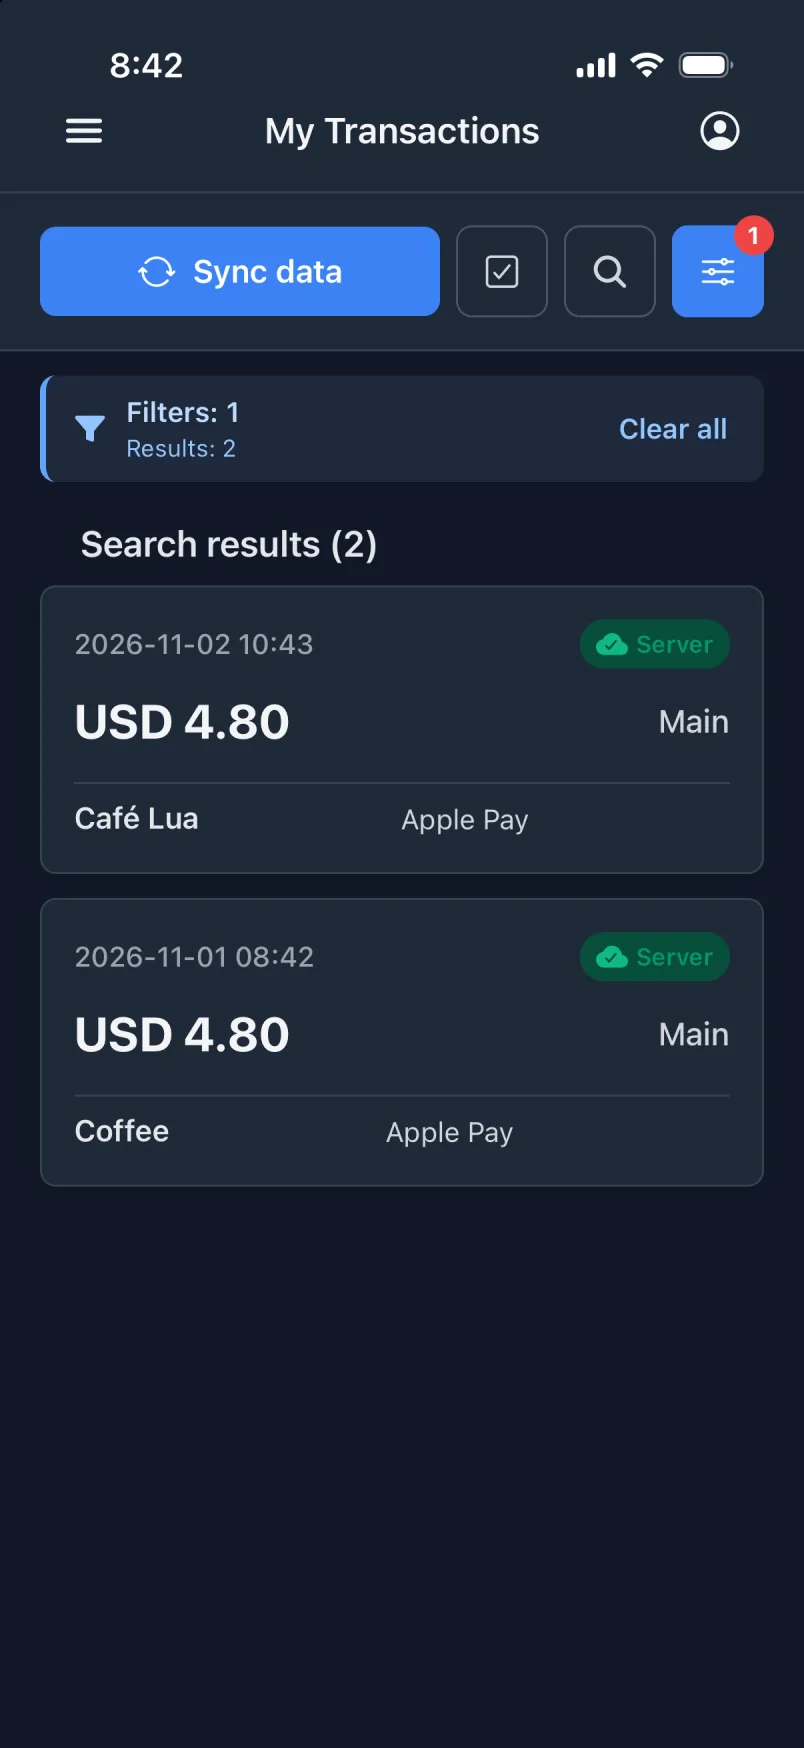 8:42
My Transactions
Sync data
1
Filters: 1
Results: 2
Clear all
Search results (2)
2026-11-02 10:43
Server
USD 4.80
Main
Café Lua
Apple Pay
2026-11-01 08:42
Server
USD 4.80
Main
Coffee
Apple Pay